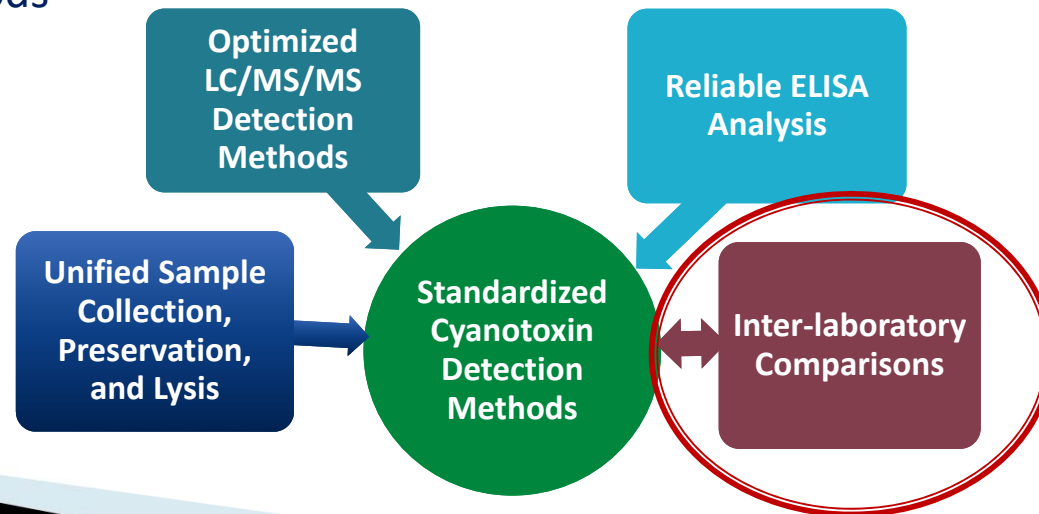 Optimized
LC/MS/MS
Detection
Methods
Reliable ELISA
Analysis
Unified Sample
Collection,
Preservation,
and Lysis
Standardized
Cyanotoxin
Detection
Methods
Inter-laboratory
Comparisons